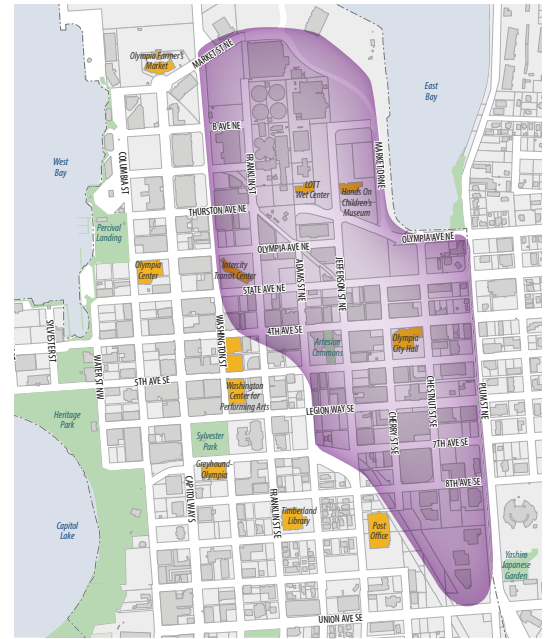 Olympia Farmer's
Market
MARKET ST NE
East
Bay
B AVE NE
West
Bay
COLUMBIA ST
FRANKLIN ST
MARKET DR NE
LOTT
Wet Center
Hands On
Children's
Museum
THURSTON AVE NE
Percival
Landing
OLYMPIA AVE NE
OLYMPIA AVE NE
Olympia
Center
Intercity
Transit Center
ADAMS ST NE
JEFFERSON ST NE
STATE AVE NE
SYLVESTER ST
WASHINGTON ST
4TH AVE SE
Artesian
Commons
Olympia
City Hall
WATER ST NW
5TH AVE SE
Washington
Center for
Performing Arts
CHESTNUT ST SE
PLUM ST NE
Heritage
Park
LEGION WAY SE
CHERRY ST SE
Sylvester
Park
7TH AVE SE
Greyhound-
Olympia
CAPITOL WAY S
8TH AVE SE
FRANKLIN ST SE
Timberland
Library
Capitol
Lake
Post
Office
Yashiro
Japanese
Garden
UNION AVE SE